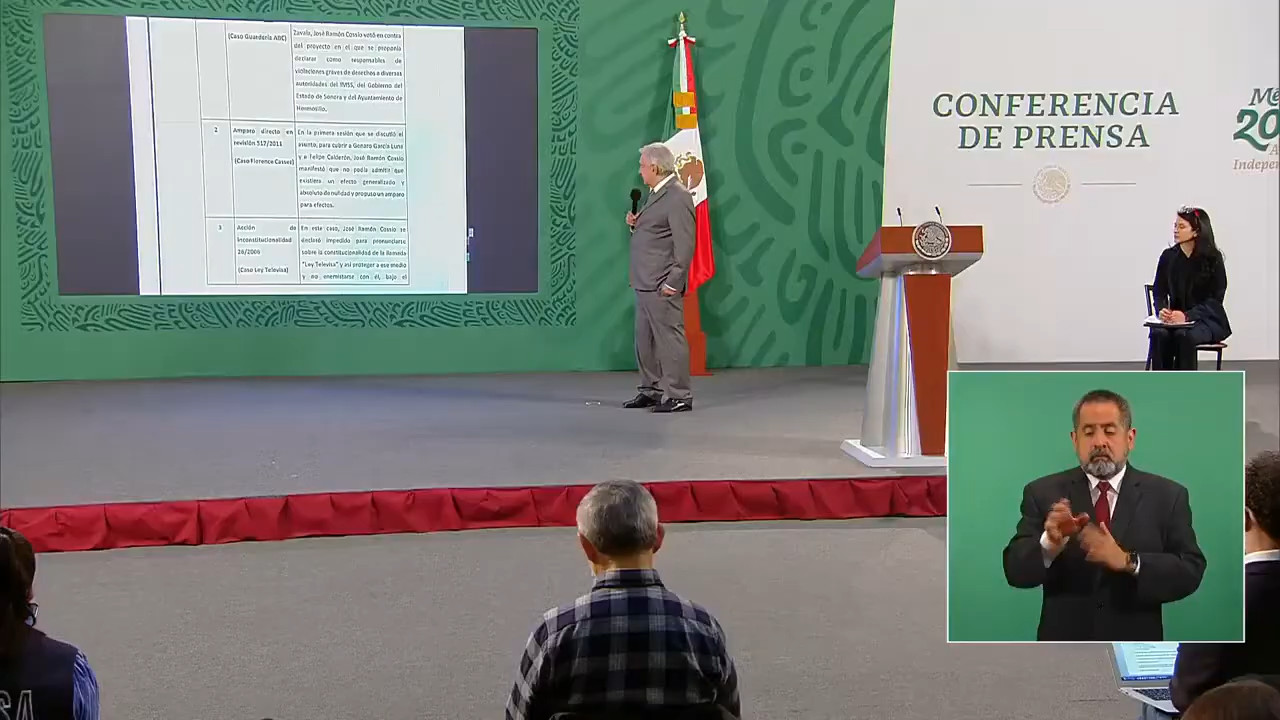 (Caso Guardería ABC)
Zavala, José Ramón Cossío votó en contra
del proyecto en el que se proponía
declarar como responsables de
violaciones graves de derechos a diversas
autoridades del IMSS, del Gobierno del
Estado de Sonora y del Ayuntamiento de
Hermosillo.
2
Amparo directo en
revisión 517/2011
(Caso Florence Cassez)
En la primera sesión que se discutió el
asunto, para cubrir a Genaro García Luna
y a Felipe Calderón, José Ramón Cossío
manifestó que no podía admitir que
existiera un efecto generalizado y
absoluto de nulidad y propuso un amparo
para efectos.
3
Acción de
Inconstitucionalidad
26/2006
(Caso Ley Televisa)
En este caso, José Ramón Cossío se
declaró impedido para pronunciarse
sobre la constitucionalidad de la llamada
"Ley Televisa" y así proteger a ese medio
y no enemistarse con él, bajo el
CONFERENCIA
DE PRENSA
Mé
20
Indepen
SA